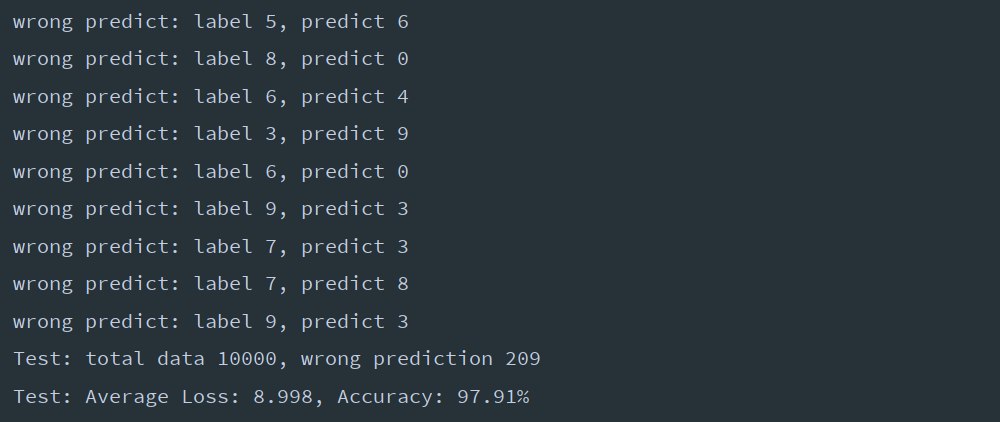 wrong predict: label 5, predict 6
wrong predict: label 8, predict 0
wrong predict: label 6, predict 4
wrong predict: label 3, predict 9
wrong predict: label 6, predict 0
wrong predict: label 9, predict 3
wrong predict: label 7, predict 3
wrong predict: label 7, predict 8
wrong predict: label 9, predict 3
Test: total data 10000, wrong prediction 209
Test: Average Loss: 8.998, Accuracy: 97.91%